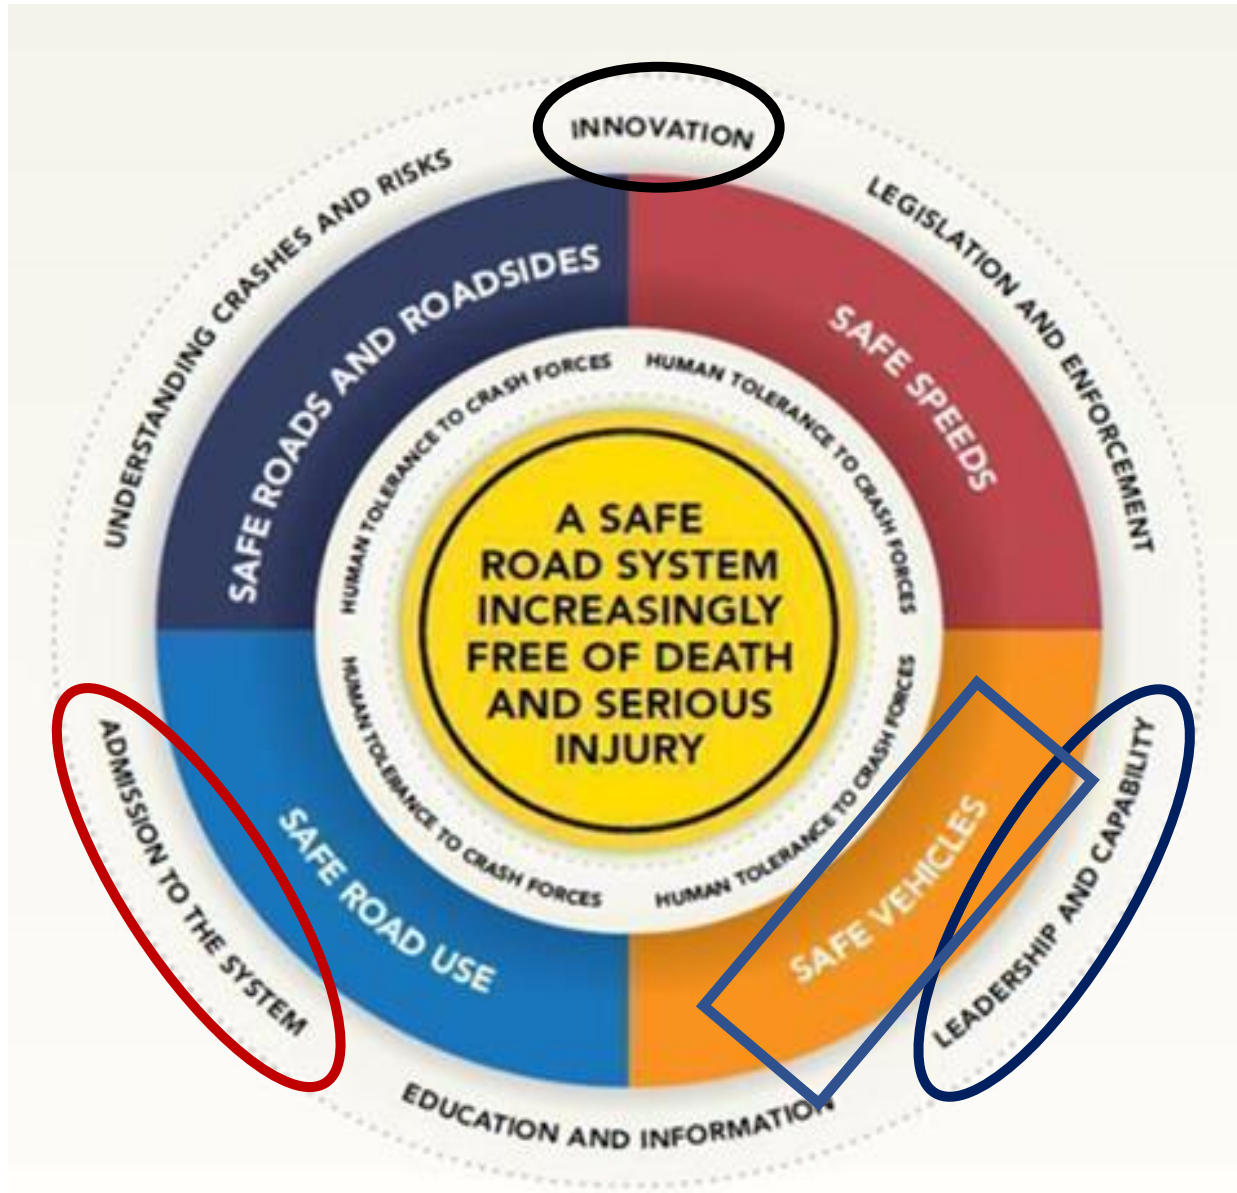 INNOVATION
UNDERSTANDING CRASHES AND RISKS
LEGISLATION AND ENFORCEMENT
SAFE ROADS AND ROADSIDES
SAFE SPEEDS
HUMAN TOLERANCE TO CRASH FORCES
HUMAN TOLERANCE TO CRASH FORCES
A SAFE
ROAD SYSTEM
INCREASINGLY
FREE OF DEATH
AND SERIOUS
INJURY
HUMAN TOLERANCE TO CRASH FORCES
HUMAN TOLERANCE TO CRASH FORCES
SAFE ROAD USE
SAFE VEHICLES
ADMISSION TO THE SYSTEM
LEADERSHIP AND CAPABILITY
EDUCATION AND INFORMATION